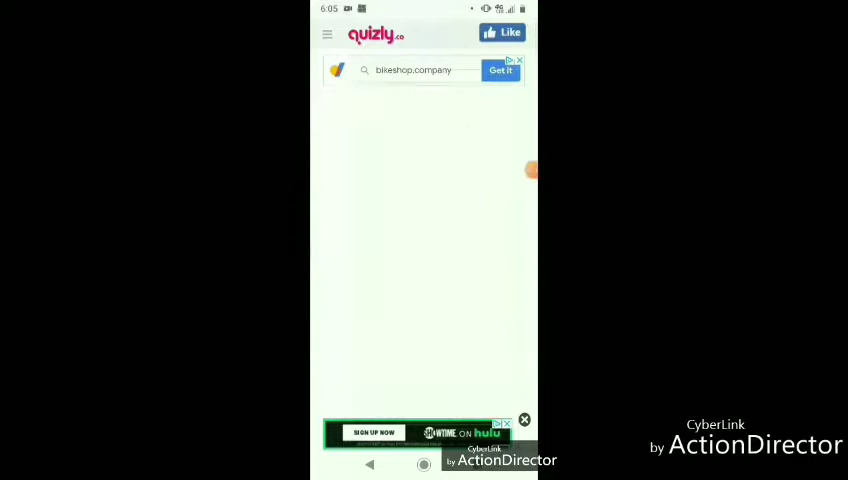 6:05
quizly.co
Like
bikeshop.company
Get it
SIGN UP NOW
SHOWTIME ON hulu
CyberLink
by ActionDirector
CyberLink
by ActionDirector